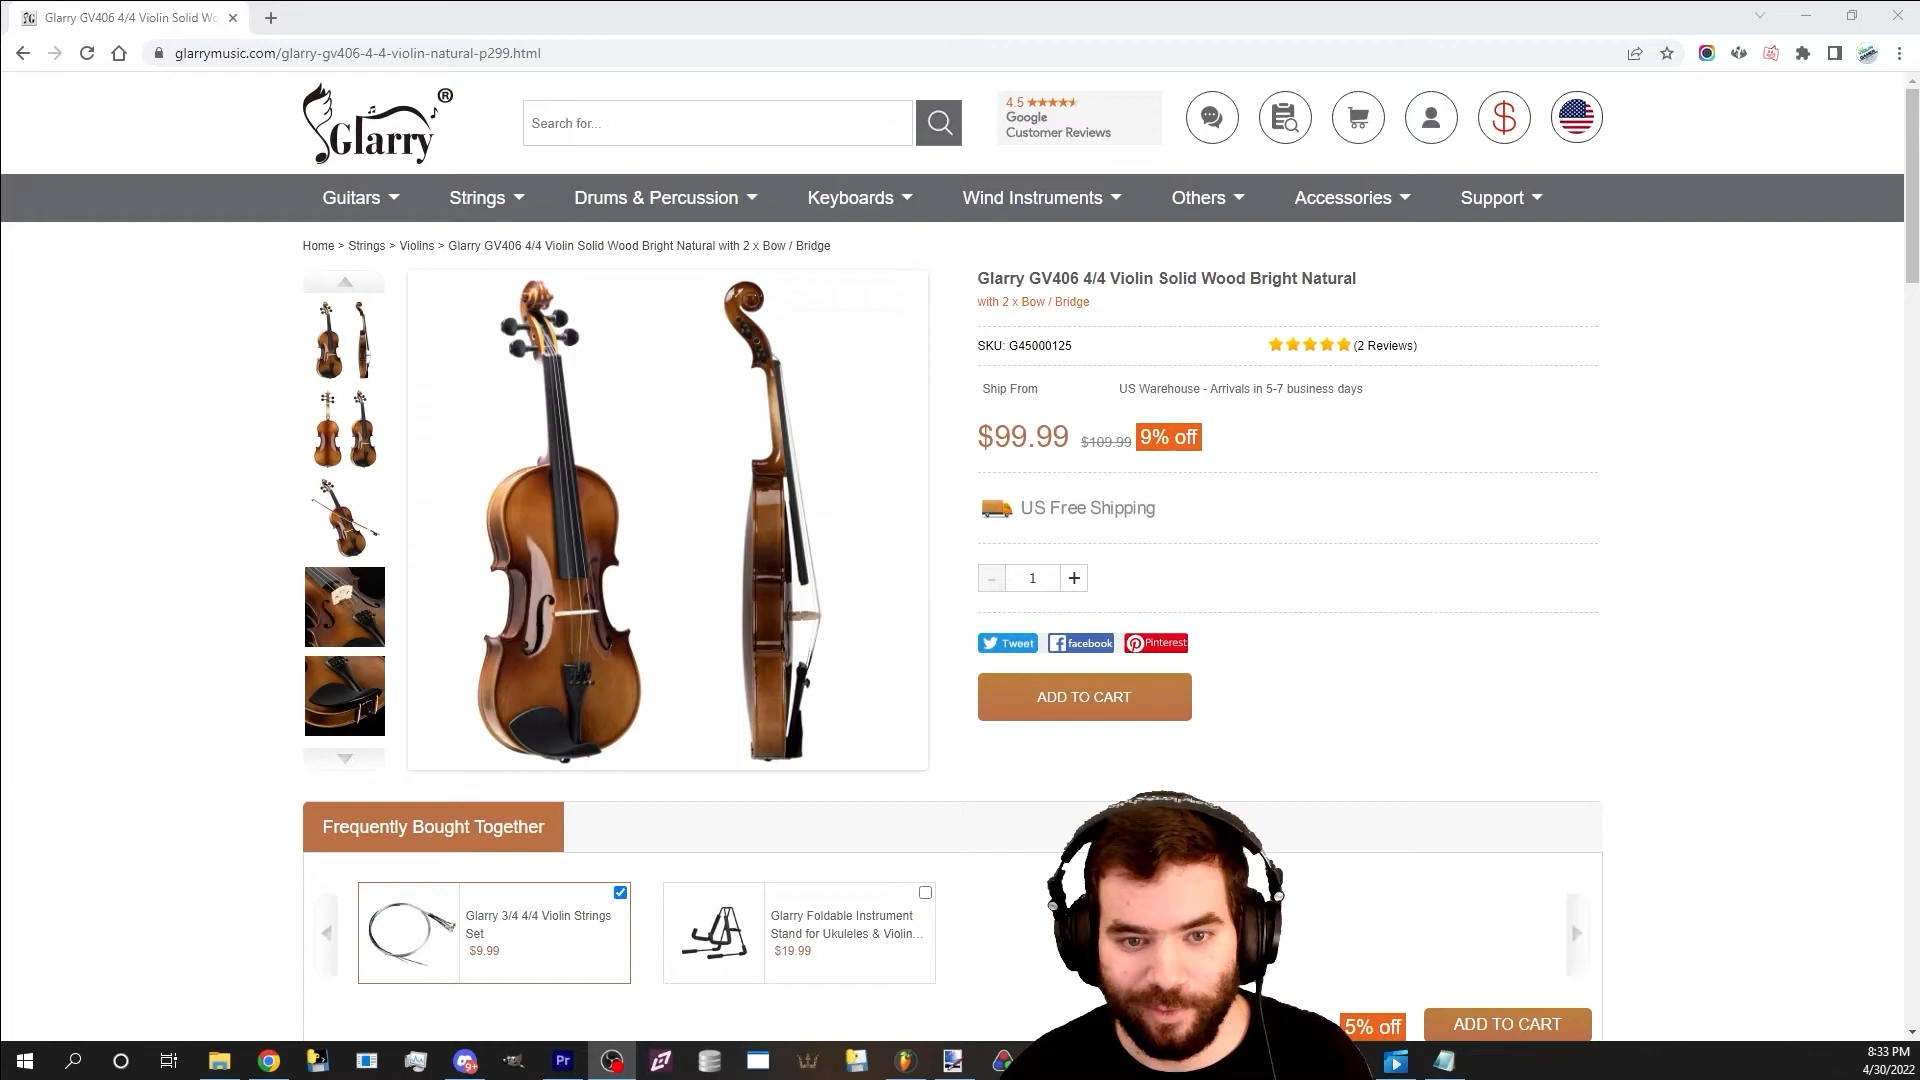 Glarry GV406 4/4 Violin Solid Wo
glarrymusic.com/glarry-gv406-4-4-violin-natural-p299.html
Glarry ®
Search for...
4.5
Google
Customer Reviews
Guitars
Strings
Drums & Percussion
Keyboards
Wind Instruments
Others
Accessories
Support
Home > Strings > Violins > Glarry GV406 4/4 Violin Solid Wood Bright Natural with 2 x Bow / Bridge
Glarry GV406 4/4 Violin Solid Wood Bright Natural
with 2 x Bow / Bridge
SKU: G45000125
(2 Reviews)
Ship From
US Warehouse - Arrivals in 5-7 business days
$99.99 $109.99 9% off
US Free Shipping
- 1 +
Tweet
facebook
Pinterest
ADD TO CART
Frequently Bought Together
Glarry 3/4 4/4 Violin Strings
Set
$9.99
Glarry Foldable Instrument
Stand for Ukuleles & Violin...
$19.99
5% off
ADD TO CART
9+
Pr
8:33 PM
4/30/2022